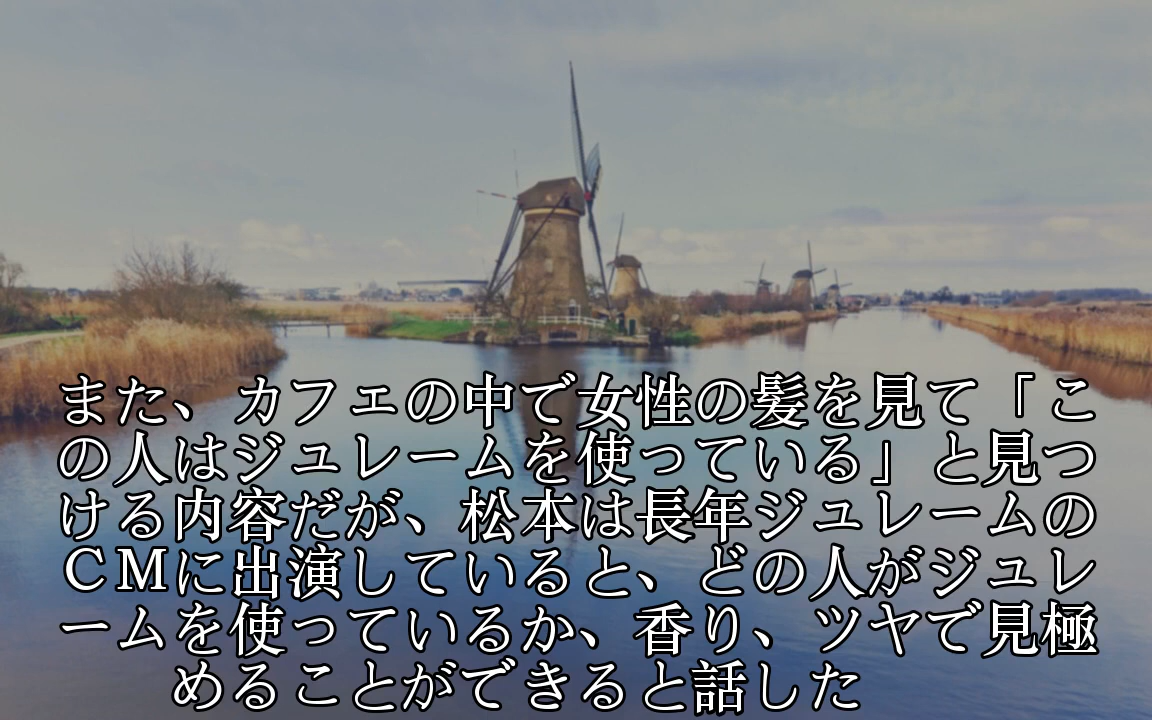 また、カフェの中で女性の髪を見て「こ
の人はジュレームを使っている」と見つ
ける内容だが、松本は長年ジュレームの
ＣＭに出演していると、どの人がジュレ
ームを使っているか、香り、ツヤで見極
めることができると話した